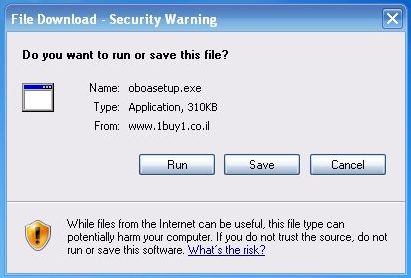 File Download - Security Warning
Do you want to run or save this file?
Name: oboasetup.exe
Type: Application, 310KB
From: www.1buy1.co.il
Run Save Cancel
While files from the Internet can be useful, this file type can
potentially harm your computer. If you do not trust the source, do not
run or save this software. What's the risk?